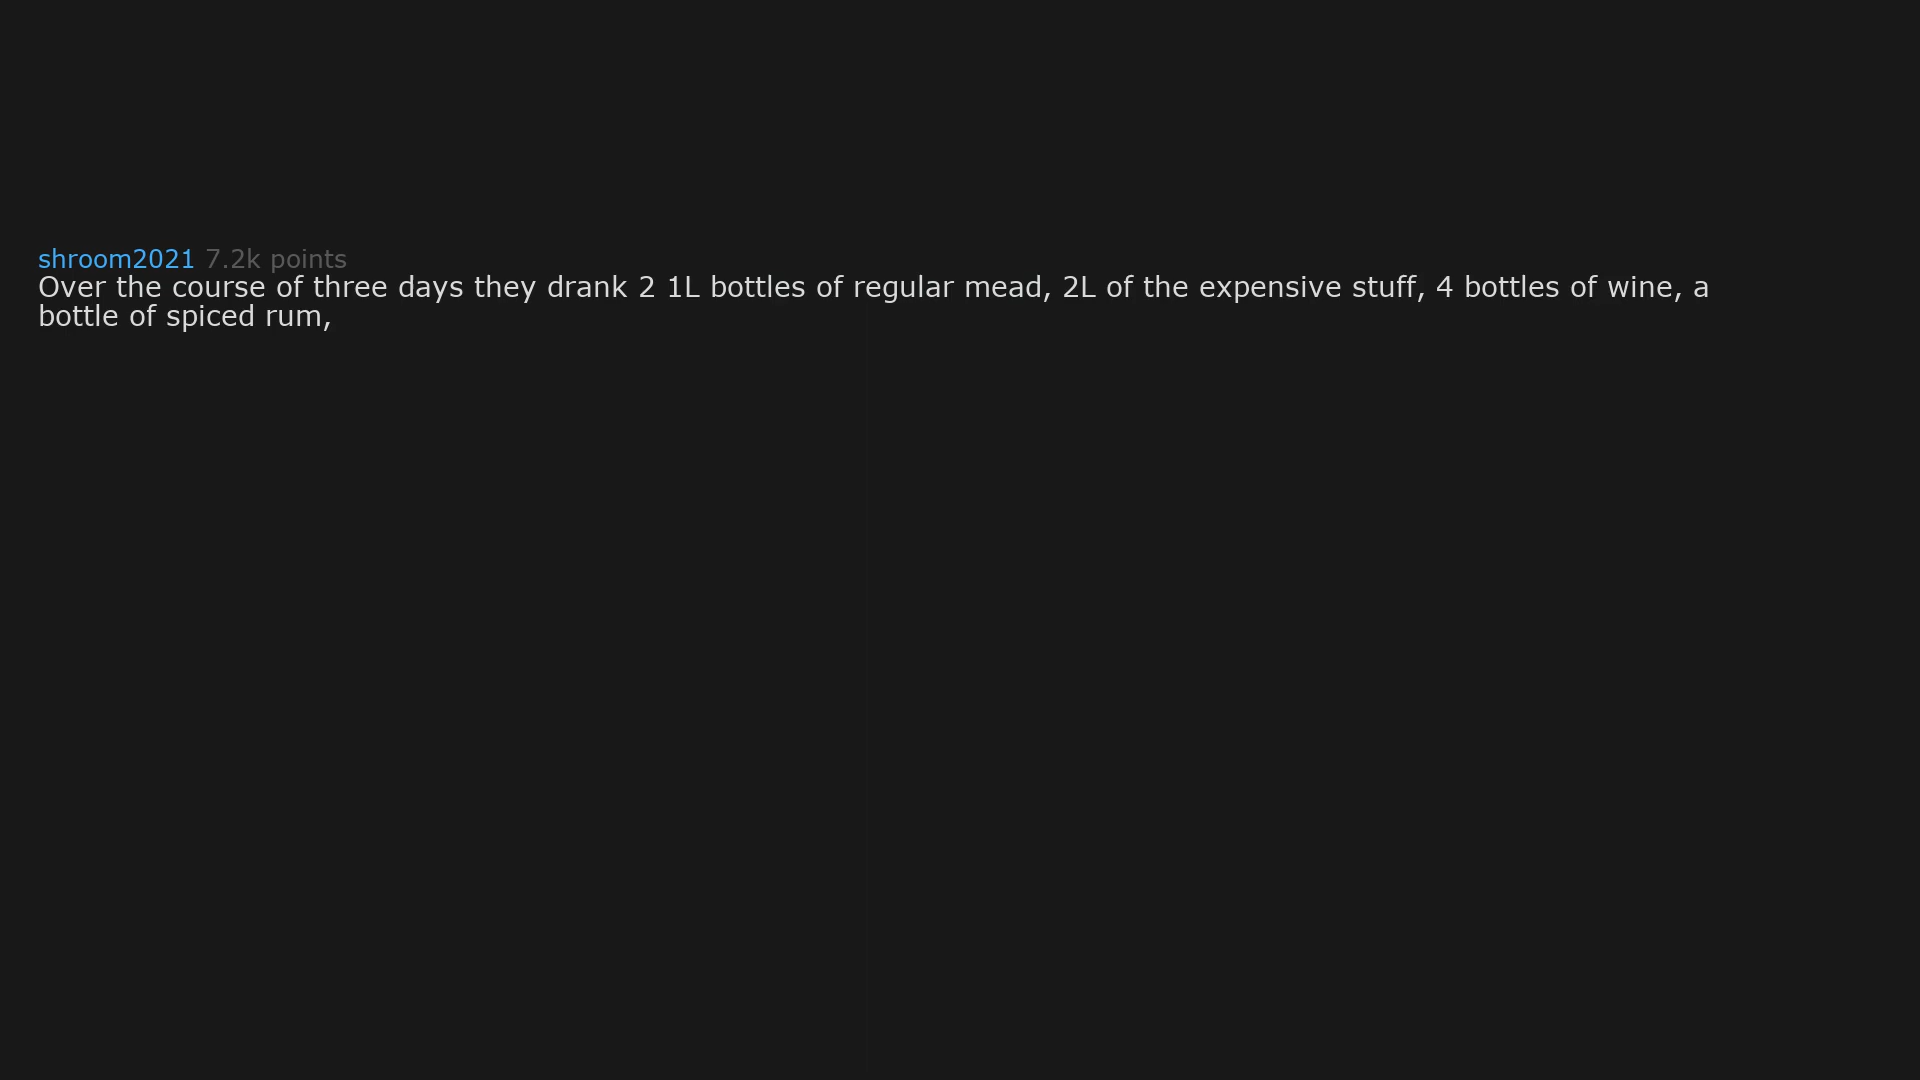 shroom2021 7.2k points
Over the course of three days they drank 2 1L bottles of regular mead, 2L of the expensive stuff, 4 bottles of wine, a
bottle of spiced rum,